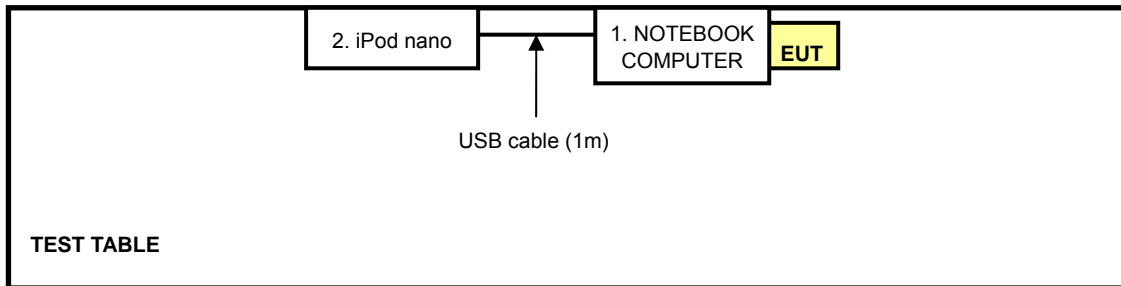 2. iPod nano
1. NOTEBOOK
COMPUTER
EUT
USB cable (1m)
TEST TABLE